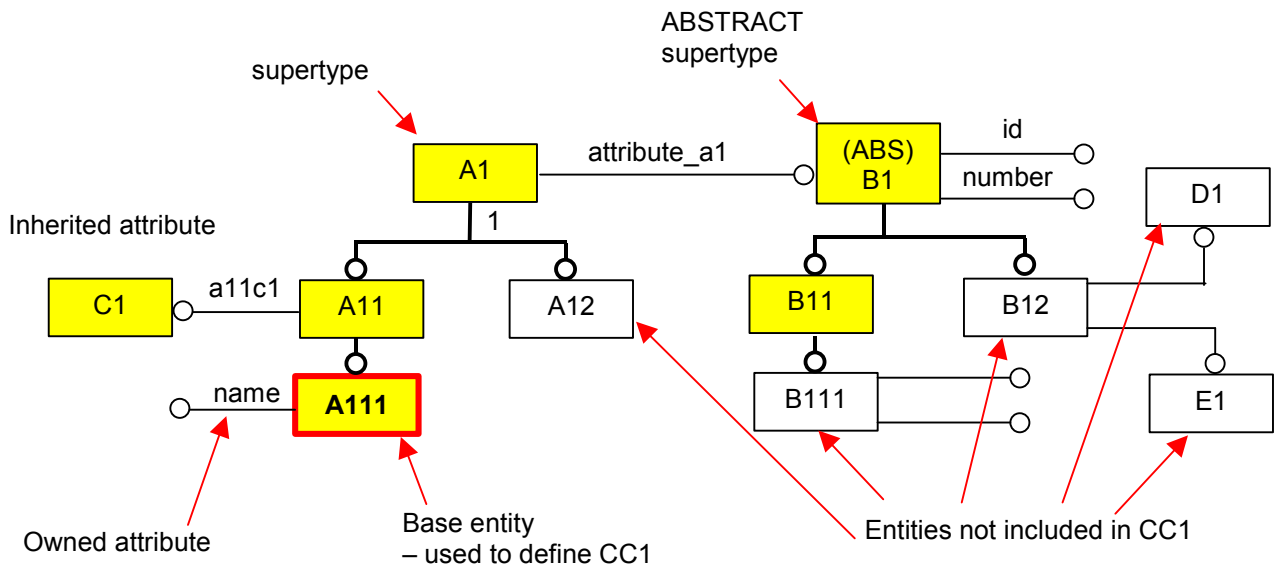 ABSTRACT
supertype
supertype
id
(ABS)
B1
attribute_a1
A1
number
D1
1
Inherited attribute
a11c1
C1
A11
A12
B11
B12
name
A111
B111
E1
Owned attribute
Base entity
– used to define CC1
Entities not included in CC1